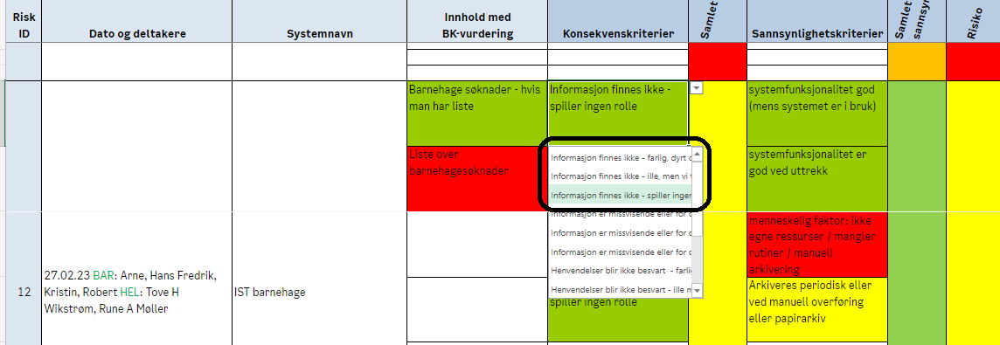 Risk
ID
Dato og deltakere
Systemnavn
Innhold med
BK-vurdering
Konsekvenskriterier
Samlet
Sannsynlighetskriterier
Samlet
sannsyn
Risiko
Barnehage søknader - hvis
man har liste
Informasjon finnes ikke -
spiller ingen rolle
systemfunksjonalitet god
(mens systemet er i bruk)
Liste over
barnehagesøknader
Informasjon finnes ikke - farlig, dyrt
Informasjon finnes ikke - ille, men vi
Informasjon finnes ikke - spiller ingen
Informasjon er missvisende eller for
Informasjon er missvisende eller for
Informasjon er missvisende eller for
Henvendelser blir ikke besvart - farlig
Henvendelser blir ikke besvart - ille
spiller ingen rolle
systemfunksjonalitet er
god ved uttrekk
menneskelig faktor: ikke
egne ressurser / mangler
rutiner / manuell
arkivering
12
27.02.23 BAR: Arne, Hans Fredrik,
Kristin, Robert HEL: Tove H
Wikstrøm, Rune A Møller
IST barnehage
Arkiveres periodisk eller
ved manuell overføring
eller papirarkiv